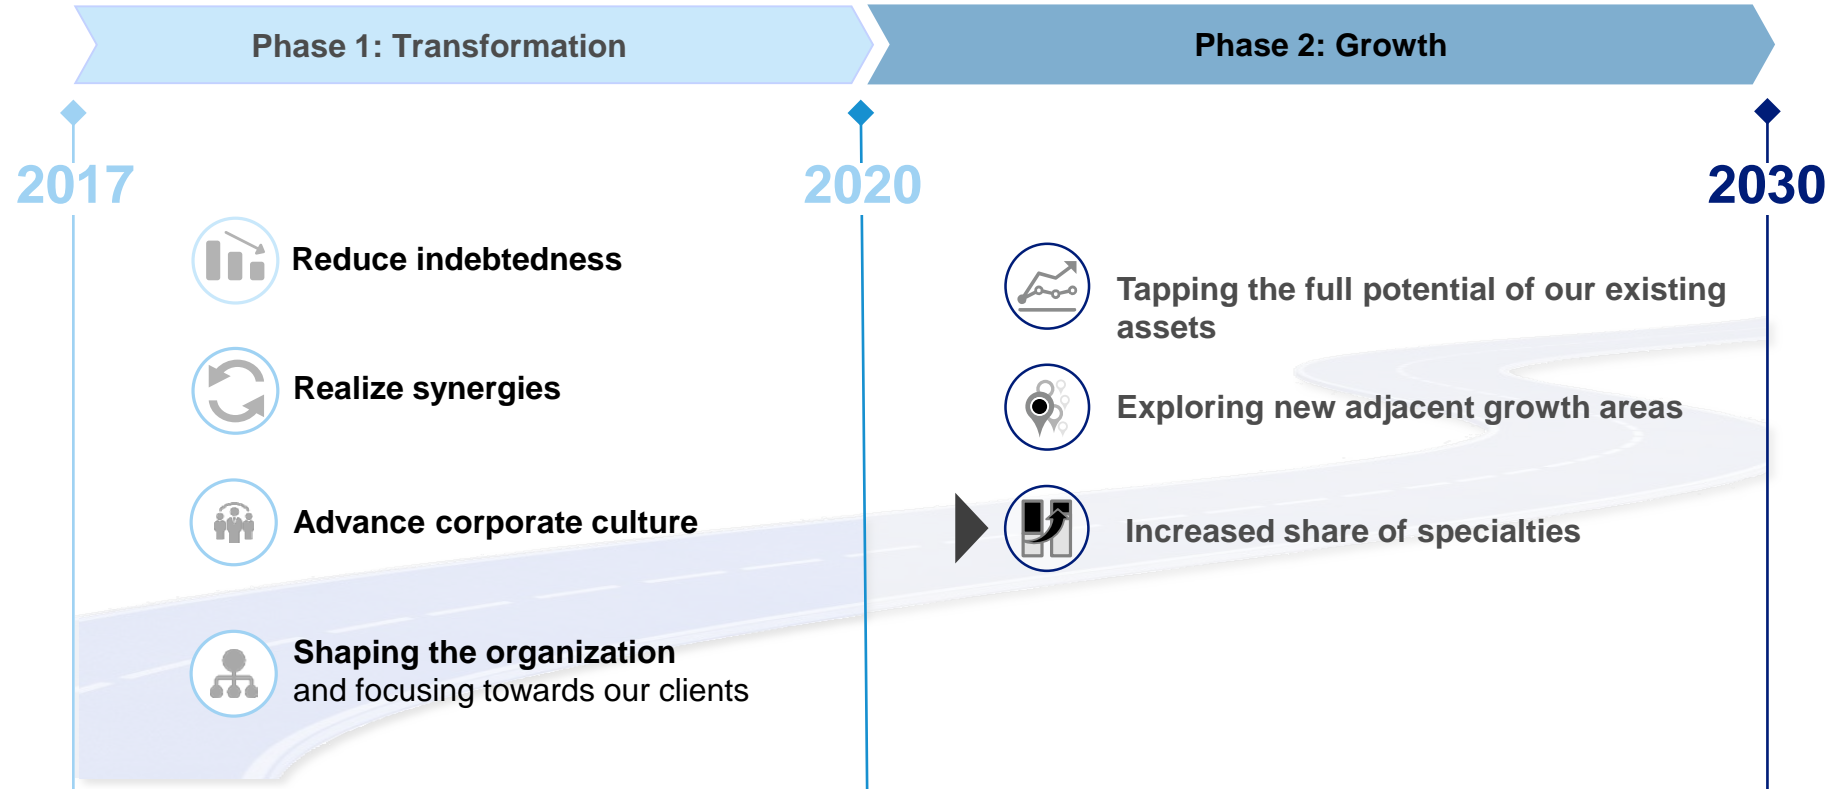 Phase 1: Transformation
Phase 2: Growth
2017
2020
2030
Reduce indebtedness
Realize synergies
Advance corporate culture
Shaping the organization
and focusing towards our clients
Tapping the full potential of our existing
assets
Exploring new adjacent growth areas
Increased share of specialties